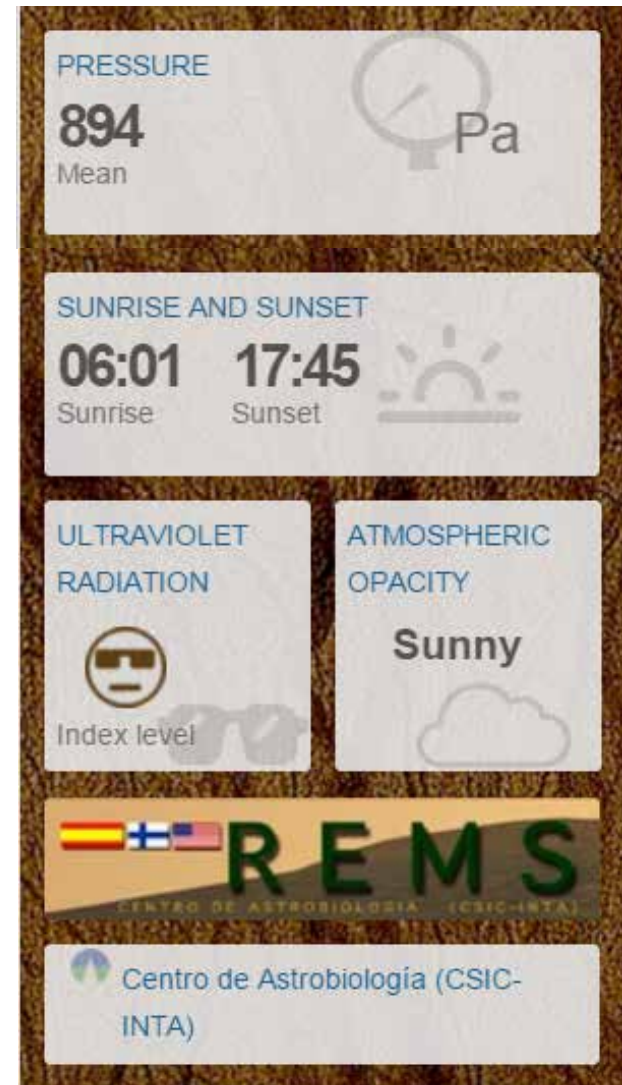 PRESSURE
894
Mean
Pa
SUNRISE AND SUNSET
06:01 17:45
Sunrise Sunset
ULTRAVIOLET
RADIATION
Index level
ATMOSPHERIC
OPACITY
Sunny
REMS
CENTRO DE ASTROBIOLOGIA (CSIC-INTA)
Centro de Astrobiología (CSIC-
INTA)